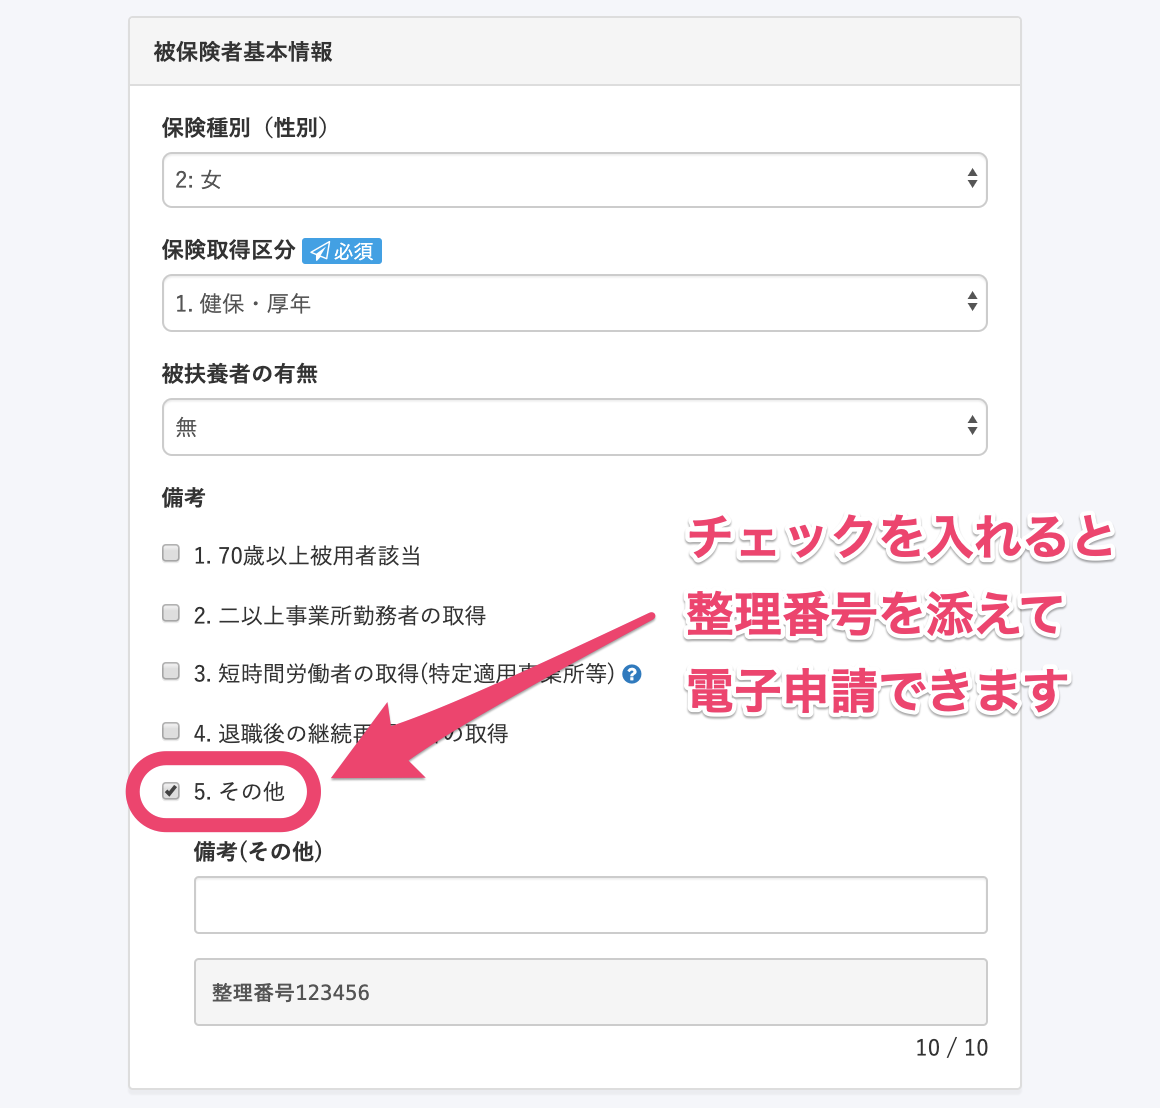 被保険者基本情報
保険種別（性別）
2: 女
保険取得区分 必須
1. 健保・厚年
被扶養者の有無
無
備考
1. 70歳以上被用者該当
2. 二以上事業所勤務者の取得
3. 短時間労働者の取得(特定適用事業所等) ?
4. 退職後の継続再の取得
5. その他
チェックを入れると
整理番号を添えて
電子申請できます
備考(その他)
整理番号123456
10 / 10